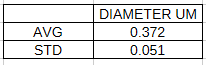 DIAMETER UM
AVG 0.372
STD 0.051